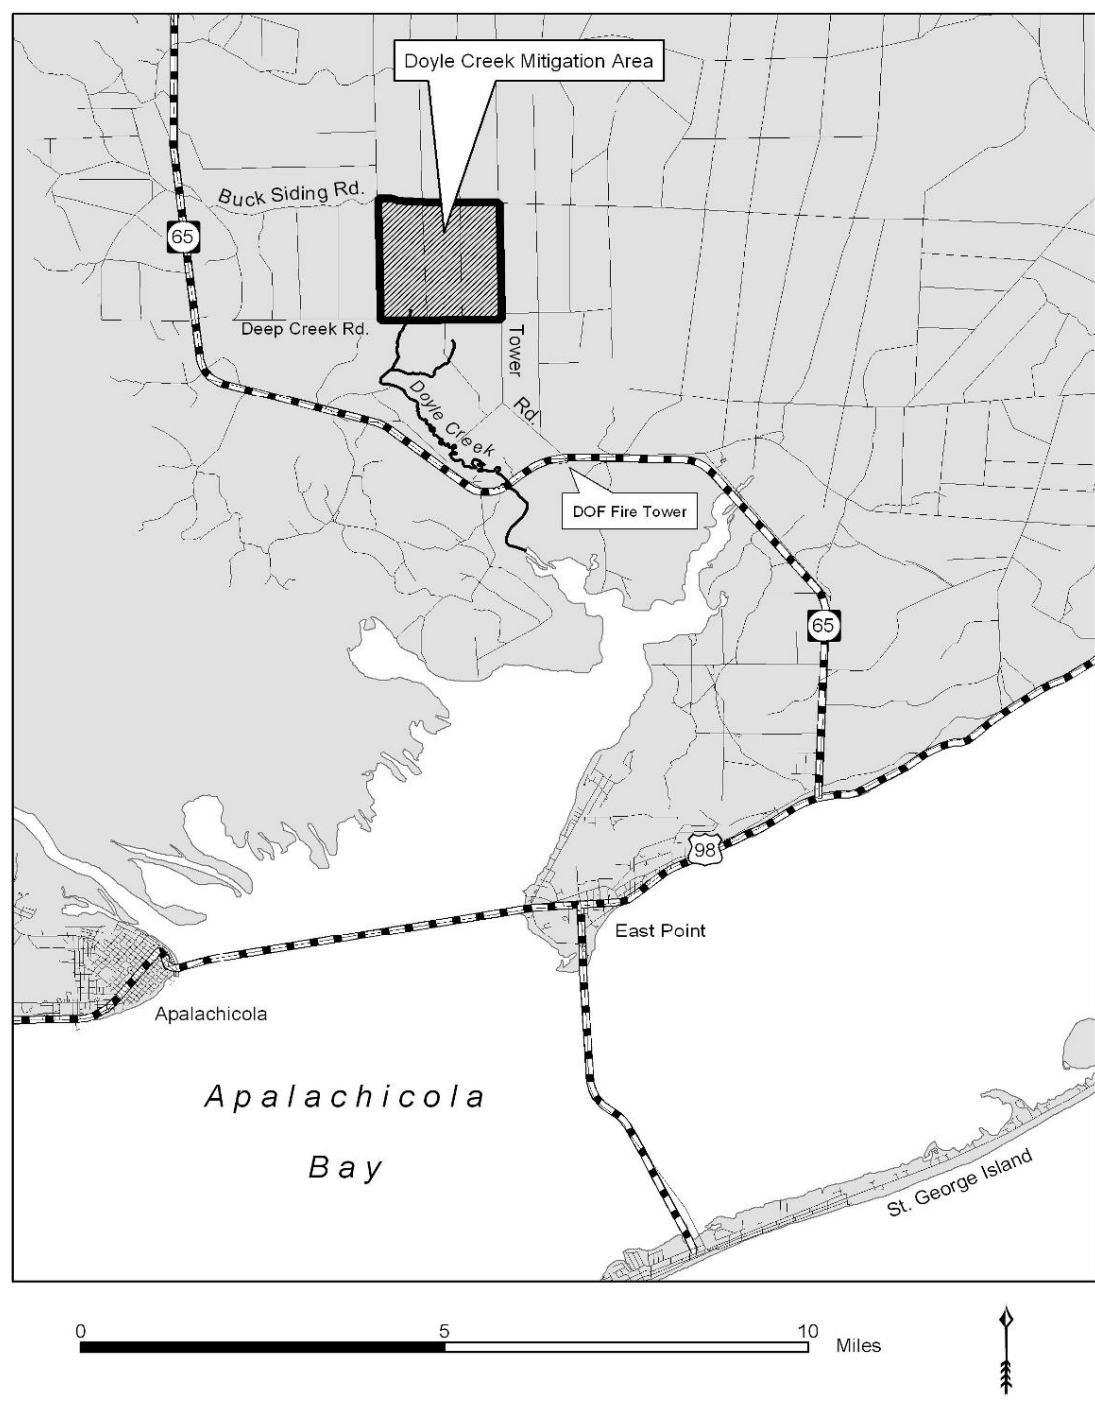 Doyle Creek Mitigation Area
Buck Siding Rd.
65
Deep Creek Rd.
Tower
Rd.
Doyle Creek
DOF Fire Tower
65
98
East Point
Apalachicola
Apalachicola
Bay
St. George Island
0 5 10
Miles